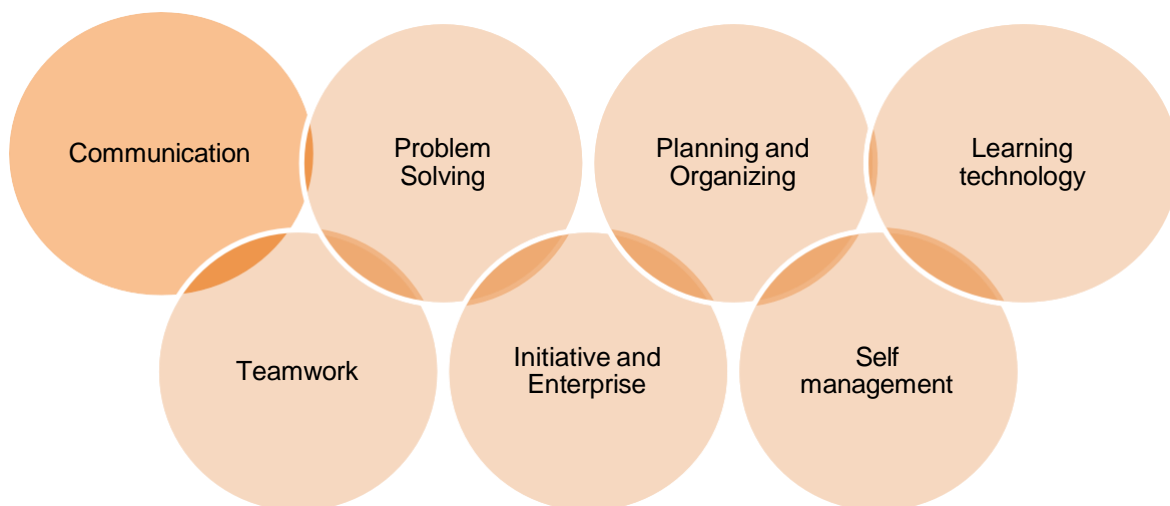 Communication
Problem
Solving
Planning and
Organizing
Learning
technology
Teamwork
Initiative and
Enterprise
Self
management